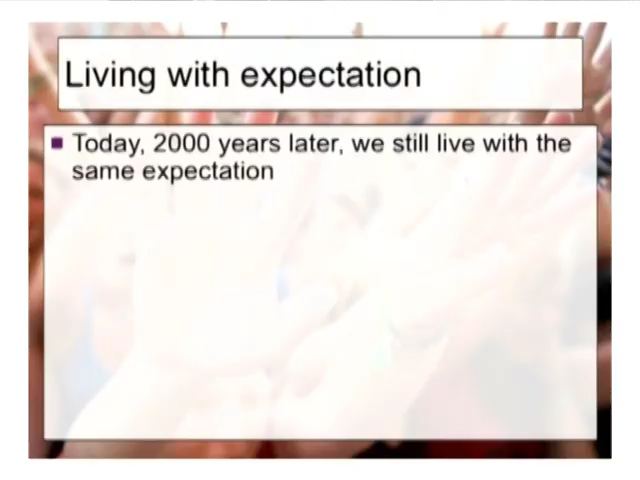 Living with expectation
Today, 2000 years later, we still live with the
same expectation